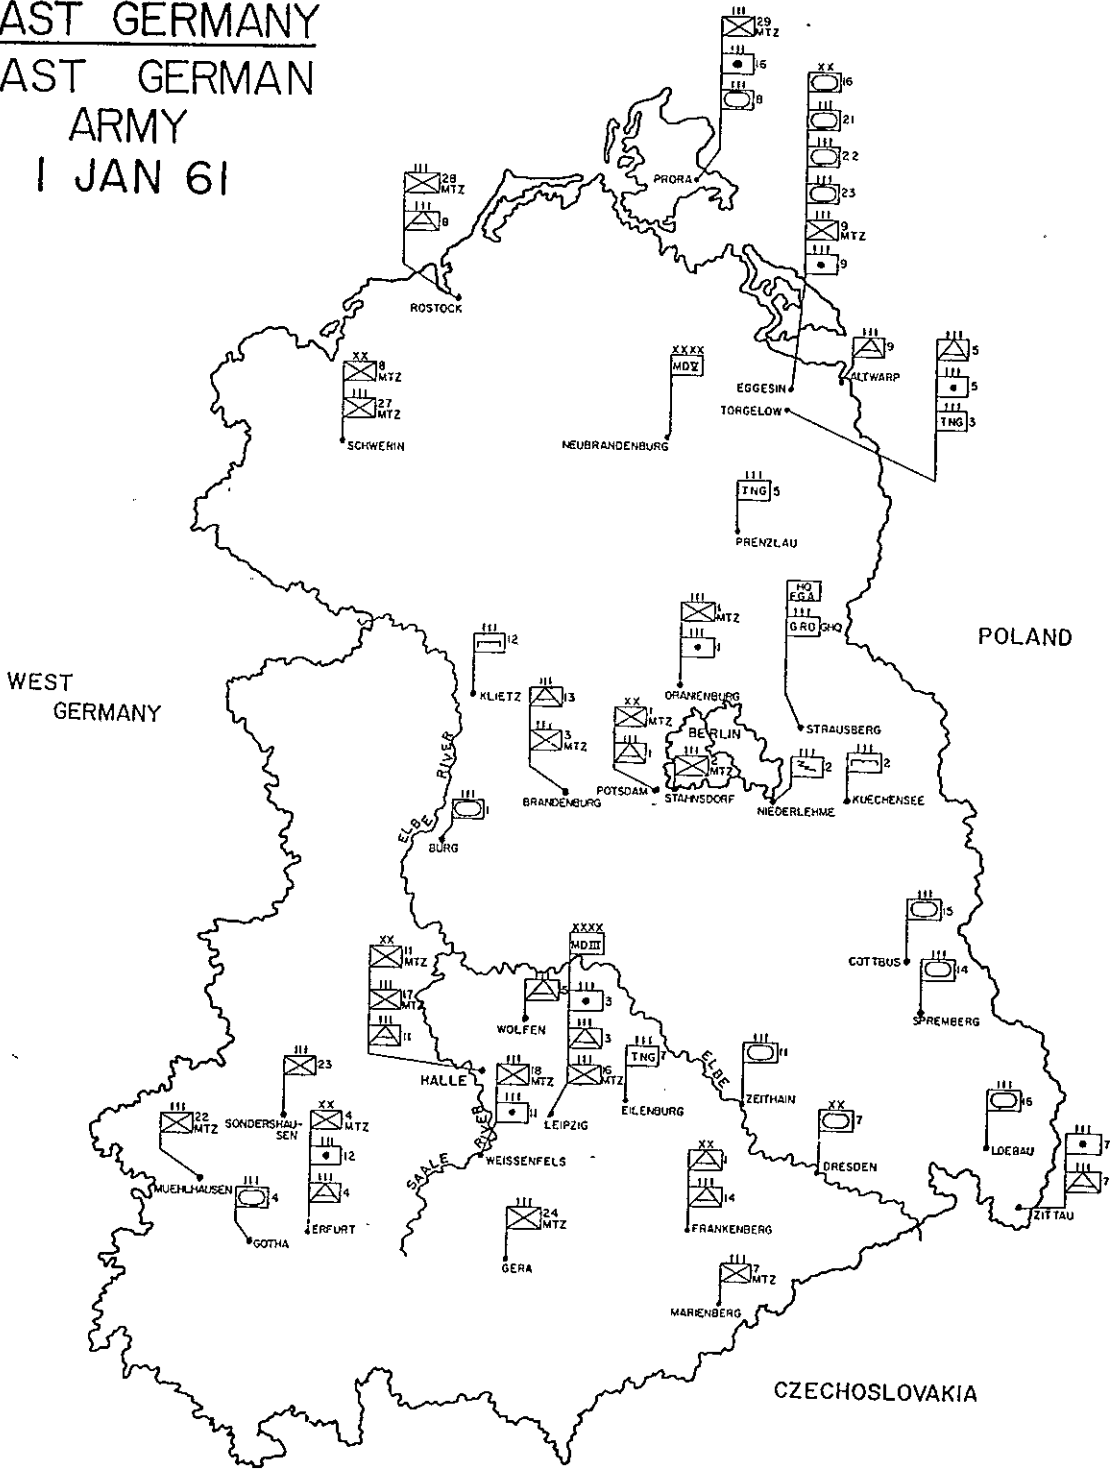 AST GERMANY
AST GERMAN
ARMY
1 JAN 61
29
MTZ
16
8
PRORA
XX
16
21
22
23
9
MTZ
9
28
MTZ
8
ROSTOCK
XX
8
MTZ
27
MTZ
SCHWERIN
XXXX
MD V
NEUBRANDENBURG
EGGESIN
TORGELOW
9
ALTWARP
5
5
TNG 3
TNG 5
PRENZLAU
HQ
EGA
GRD GHQ
STRAUSBERG
POLAND
WEST
GERMANY
12
KLIETZ
1
MTZ
1
ORANIENBURG
13
3
MTZ
BRANDENBURG
XX
1
MTZ
1
POTSDAM
BERLIN
2
MTZ
STAHNSDORF
2
NIEDERLEHME
2
KUECHENSEE
ELBE RIVER
1
BURG
15
COTTBUS
14
SPREMBERG
XX
11
MTZ
17
MTZ
11
HALLE
XXXX
MD III
3
3
16
MTZ
LEIPZIG
5
WOLFEN
18
MTZ
11
WEISSENFELS
TNG 7
EILENBURG
ELBE
11
ZEITHAIN
XX
7
DRESDEN
16
LOEBAU
7
7
ZITTAU
23
SONDERSHAU-
SEN
22
MTZ
MUEHLHAUSEN
XX
4
MTZ
12
4
ERFURT
4
GOTHA
SAALE RIVER
24
MTZ
GERA
XX
1
14
FRANKENBERG
7
MTZ
MARIENBERG
CZECHOSLOVAKIA